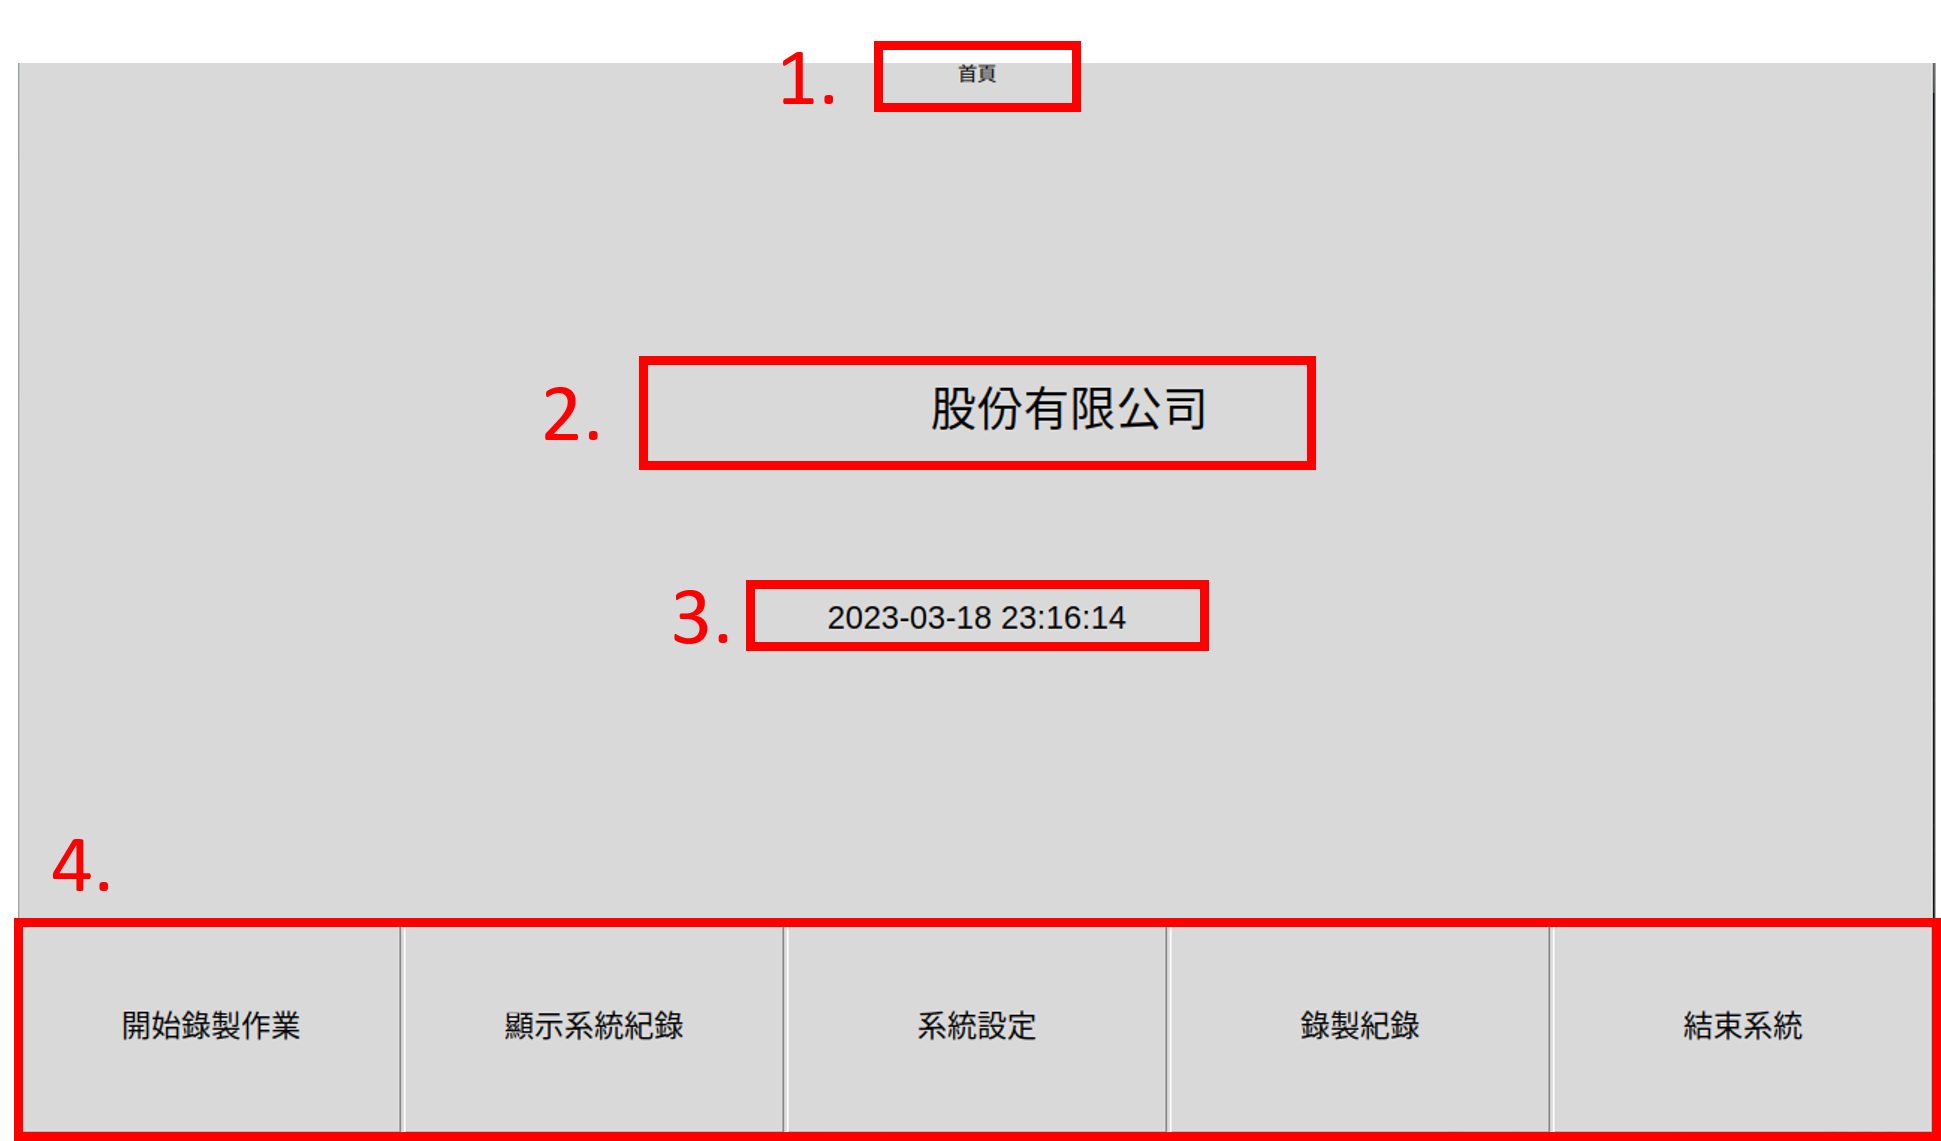 1. 首頁
2. 股份有限公司
3. 2023-03-18 23:16:14
4.
開始錄製作業 顯示系統紀錄 系統設定 錄製紀錄 結束系統